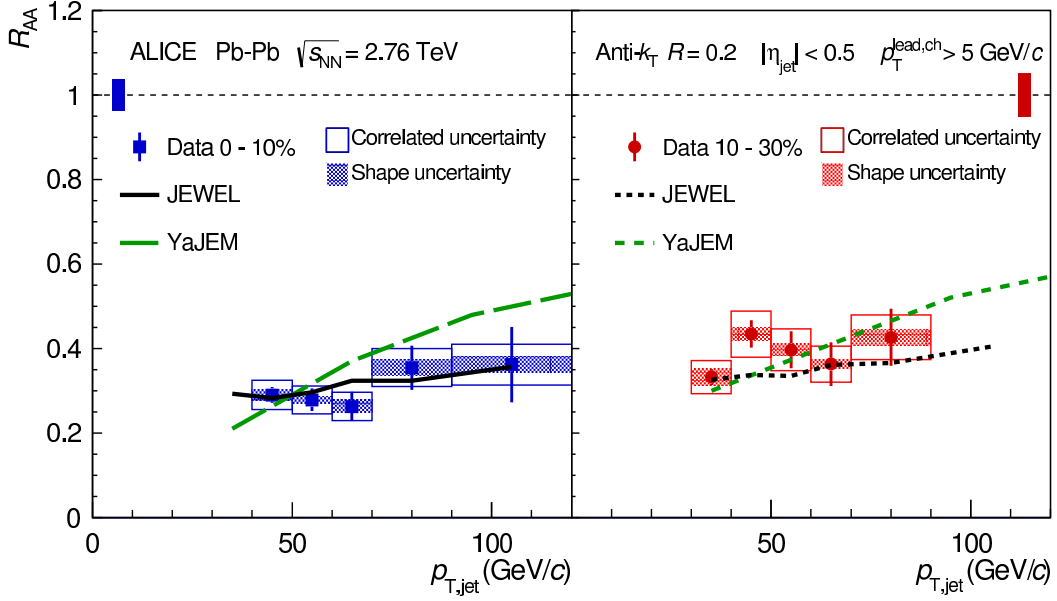 R_AA
1.2
1
0.8
0.6
0.4
0.2
0
ALICE Pb-Pb √s_NN = 2.76 TeV
Data 0 - 10%
Correlated uncertainty
Shape uncertainty
JEWEL
YaJEM
0 50 100
p_T,jet (GeV/c)
Anti-k_T R = 0.2 |η_jet| < 0.5 p_T^lead,ch > 5 GeV/c
Data 10 - 30%
Correlated uncertainty
Shape uncertainty
JEWEL
YaJEM
50 100
p_T,jet (GeV/c)